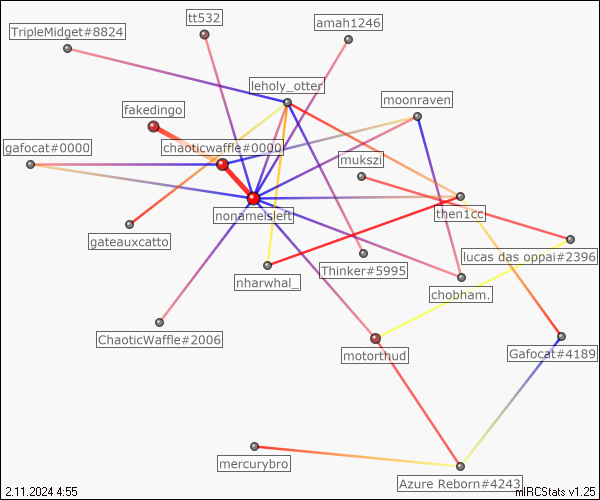 tt532
amah1246
TripleMidget#8824
leholy_otter
moonraven
fakedingo
gafocat#0000
chaoticwaffle#0000
mukszi
nonameisleft
then1cc
gateauxcatto
lucas das oppai#2396
Thinker#5995
nharwhal_
chobham.
ChaoticWaffle#2006
motorthud
Gafocat#4189
mercurybro
Azure Reborn#4243
2.11.2024 4:55
mIRCStats v1.25